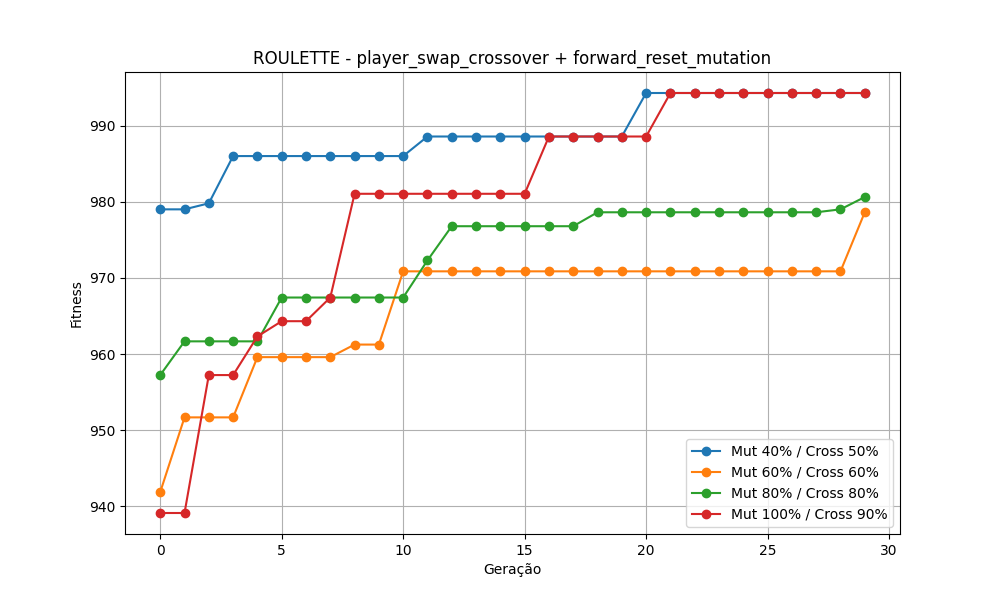 ROULETTE - player_swap_crossover + forward_reset_mutation
Fitness
990
980
970
960
950
940
0 5 10 15 20 25 30
Geração
Mut 40% / Cross 50%
Mut 60% / Cross 60%
Mut 80% / Cross 80%
Mut 100% / Cross 90%